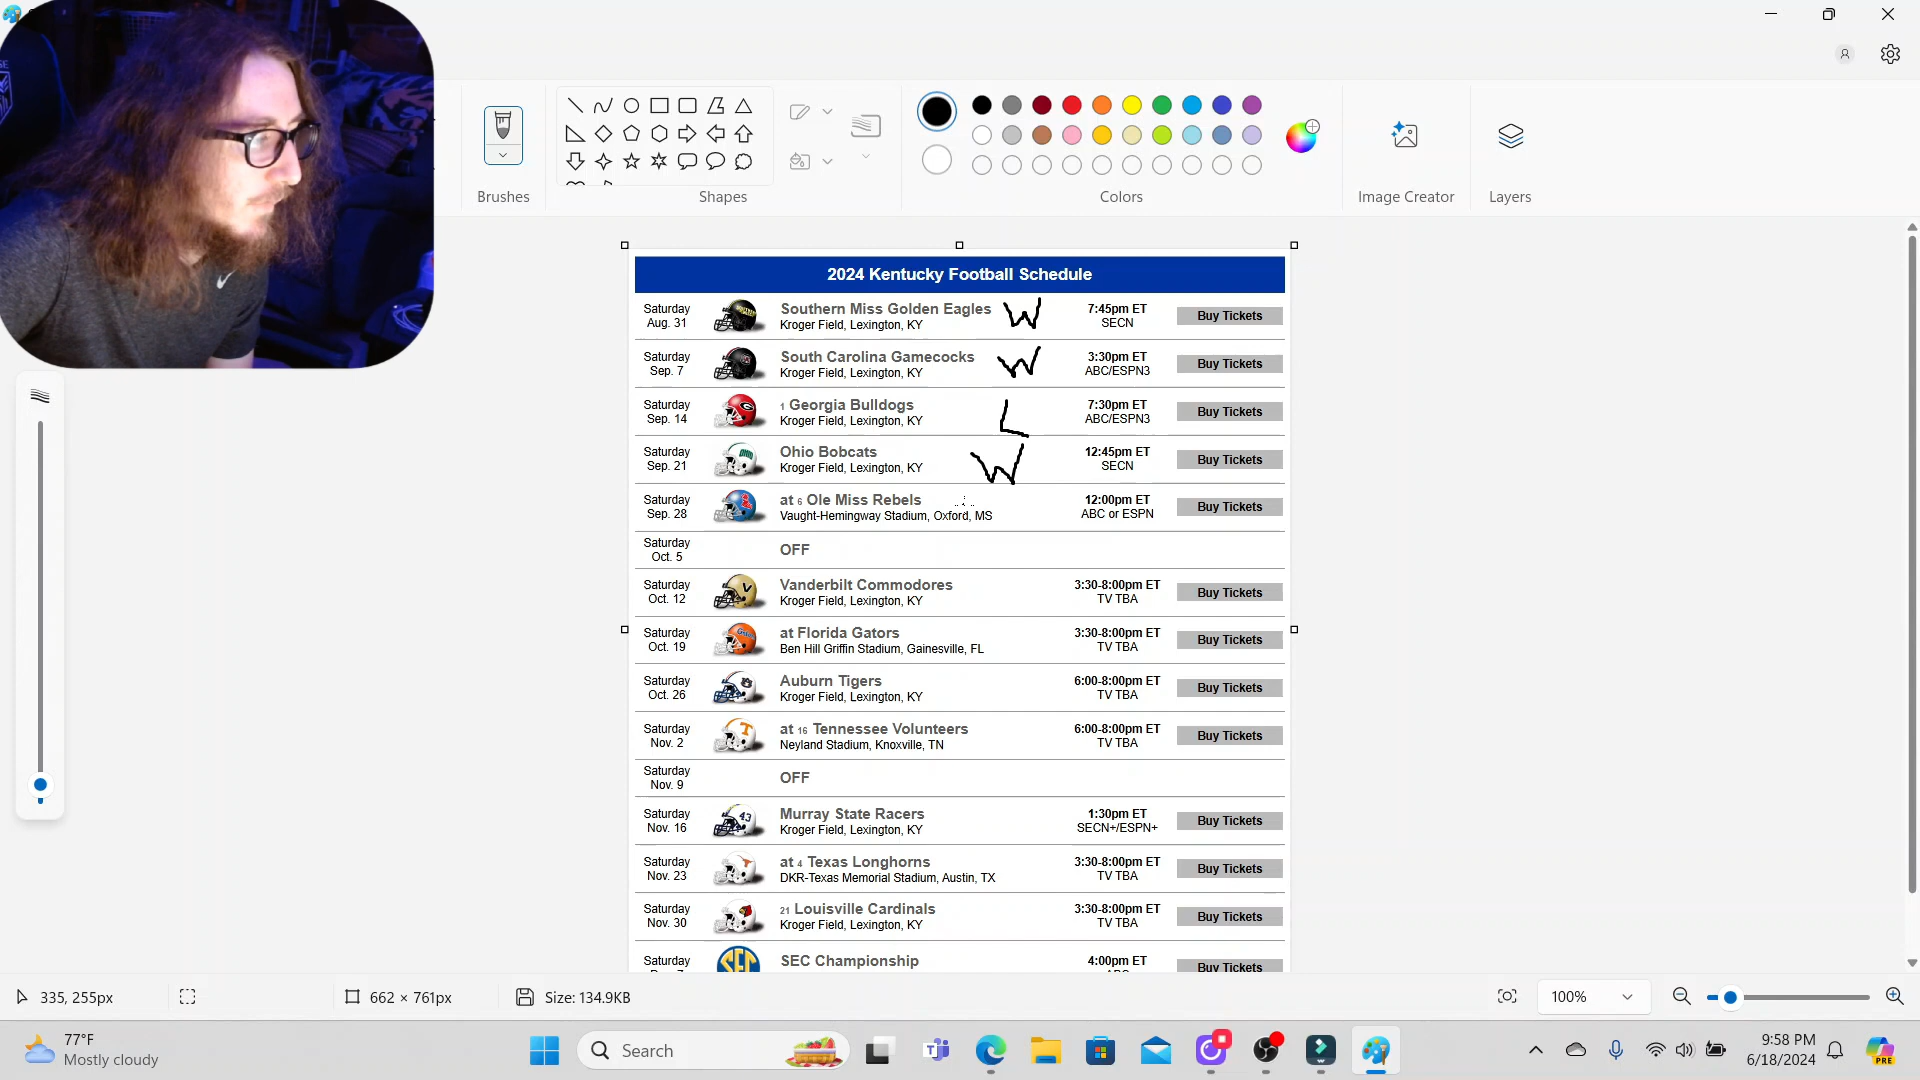 Brushes
Shapes
Colors
Image Creator
Layers
2024 Kentucky Football Schedule
Saturday Aug. 31 Southern Miss Golden Eagles Kroger Field, Lexington, KY W 7:45pm ET SECN Buy Tickets
Saturday Sep. 7 South Carolina Gamecocks Kroger Field, Lexington, KY W 3:30pm ET ABC/ESPN3 Buy Tickets
Saturday Sep. 14 1 Georgia Bulldogs Kroger Field, Lexington, KY L 7:30pm ET ABC/ESPN3 Buy Tickets
Saturday Sep. 21 Ohio Bobcats Kroger Field, Lexington, KY W 12:45pm ET SECN Buy Tickets
Saturday Sep. 28 at 6 Ole Miss Rebels Vaught-Hemingway Stadium, Oxford, MS 12:00pm ET ABC or ESPN Buy Tickets
Saturday Oct. 5 OFF
Saturday Oct. 12 Vanderbilt Commodores Kroger Field, Lexington, KY 3:30-8:00pm ET TV TBA Buy Tickets
Saturday Oct. 19 at Florida Gators Ben Hill Griffin Stadium, Gainesville, FL 3:30-8:00pm ET TV TBA Buy Tickets
Saturday Oct. 26 Auburn Tigers Kroger Field, Lexington, KY 6:00-8:00pm ET TV TBA Buy Tickets
Saturday Nov. 2 at 16 Tennessee Volunteers Neyland Stadium, Knoxville, TN 6:00-8:00pm ET TV TBA Buy Tickets
Saturday Nov. 9 OFF
Saturday Nov. 16 Murray State Racers Kroger Field, Lexington, KY 1:30pm ET SECN+/ESPN+ Buy Tickets
Saturday Nov. 23 at 4 Texas Longhorns DKR-Texas Memorial Stadium, Austin, TX 3:30-8:00pm ET TV TBA Buy Tickets
Saturday Nov. 30 21 Louisville Cardinals Kroger Field, Lexington, KY 3:30-8:00pm ET TV TBA Buy Tickets
Saturday SEC Championship 4:00pm ET Buy Tickets
335, 255px
662 × 761px
Size: 134.9KB
100%
77°F
Mostly cloudy
Search
9:58 PM
6/18/2024